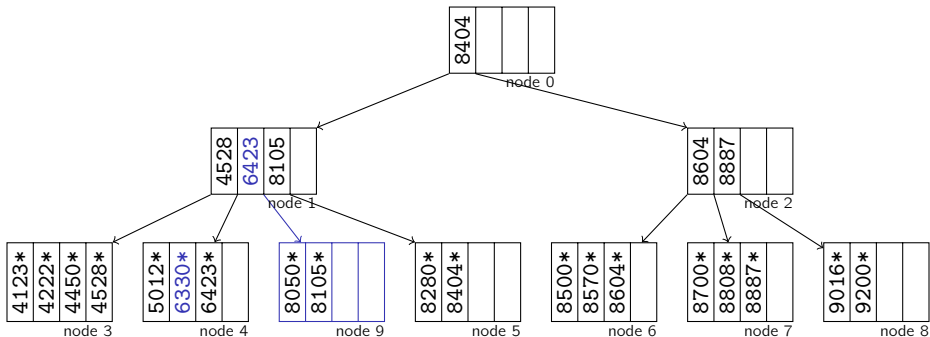 8404
node 0
4528 6423 8105
node 1
8604 8887
node 2
4123* 4222* 4450* 4528*
node 3
5012* 6330* 6423*
node 4
8050* 8105*
node 9
8280* 8404*
node 5
8500* 8570* 8604*
node 6
8700* 8808* 8887*
node 7
9016* 9200*
node 8